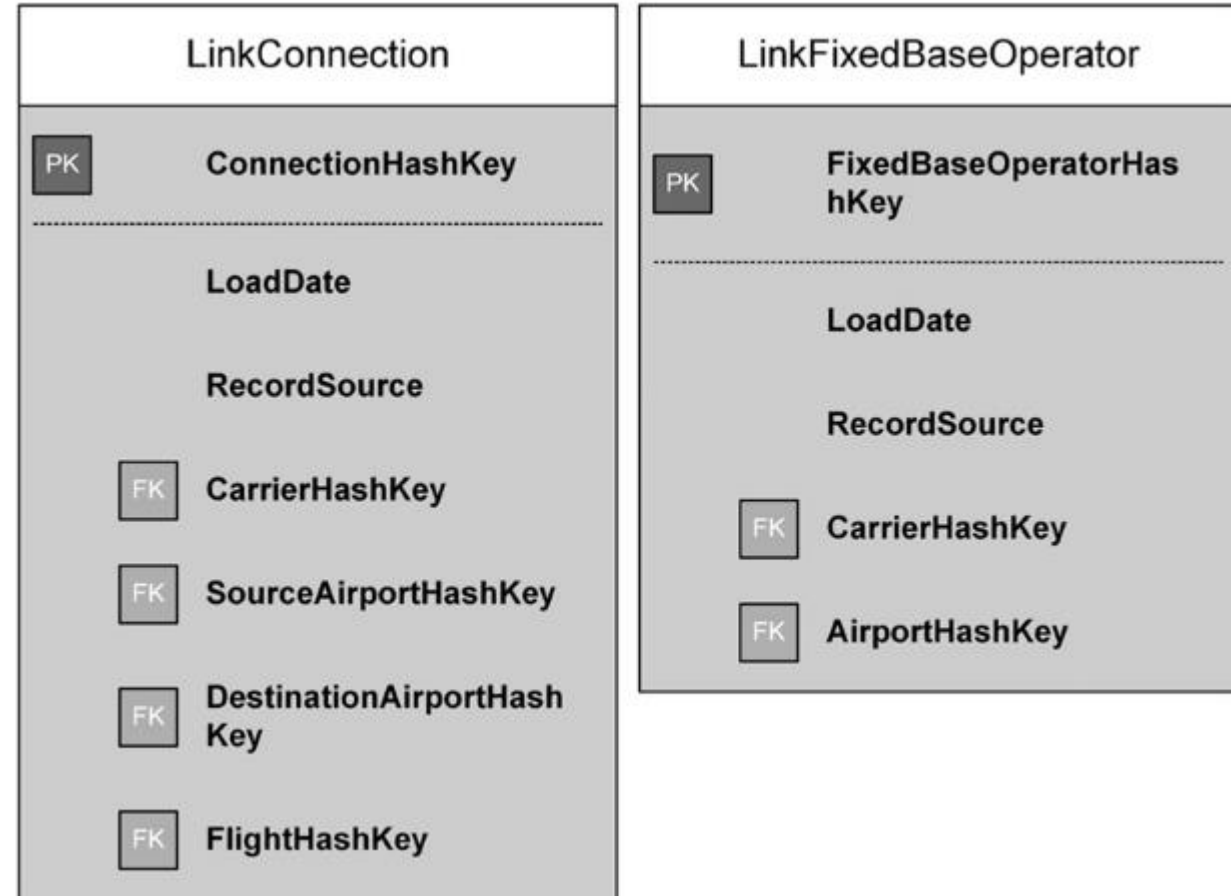 LinkConnection
PK ConnectionHashKey
LoadDate
RecordSource
FK CarrierHashKey
FK SourceAirportHashKey
FK DestinationAirportHash
Key
FK FlightHashKey
LinkFixedBaseOperator
PK FixedBaseOperatorHas
hKey
LoadDate
RecordSource
FK CarrierHashKey
FK AirportHashKey